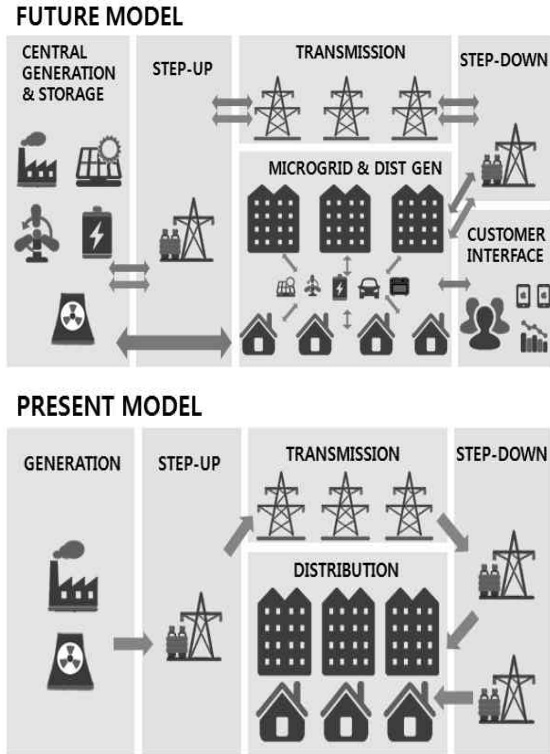 FUTURE MODEL
CENTRAL
GENERATION
& STORAGE
STEP-UP
TRANSMISSION
STEP-DOWN
MICROGRID & DIST GEN
CUSTOMER
INTERFACE
PRESENT MODEL
GENERATION
STEP-UP
TRANSMISSION
STEP-DOWN
DISTRIBUTION